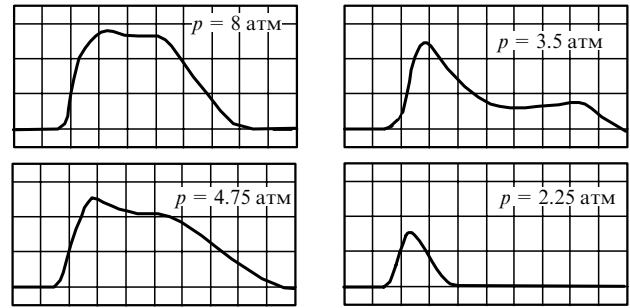 p = 8 атм
p = 3.5 атм
p = 4.75 атм
p = 2.25 атм